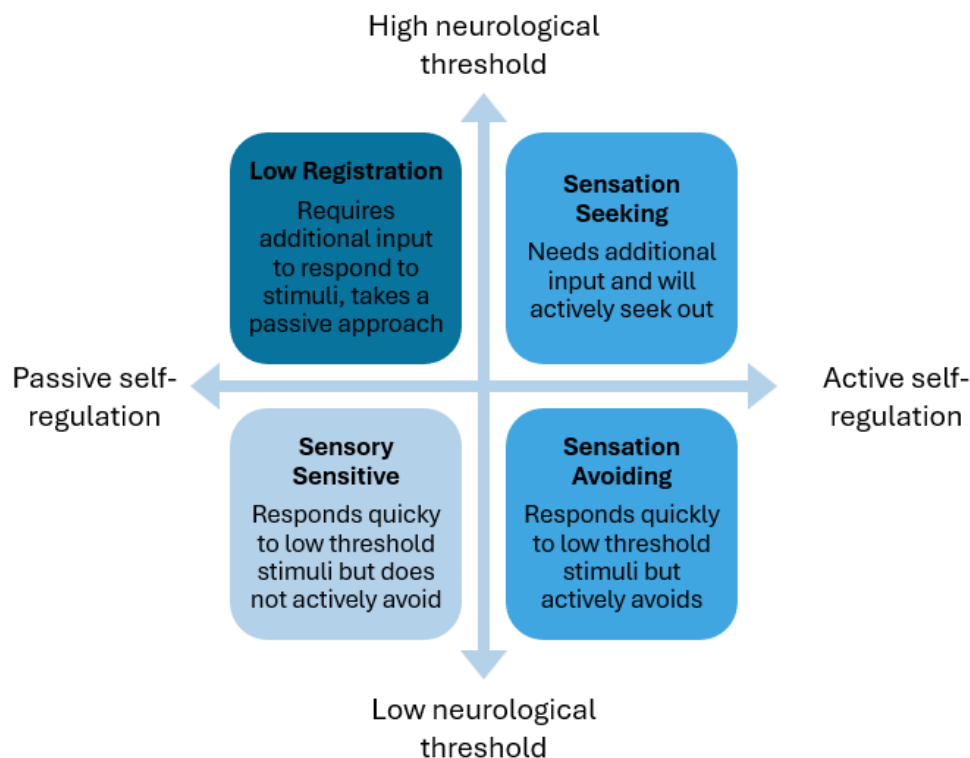 High neurological
threshold
Low Registration
Requires
additional input
to respond to
stimuli, takes a
passive approach
Sensation
Seeking
Needs additional
input and will
actively seek out
Passive self-
regulation
Active self-
regulation
Sensory
Sensitive
Responds quicky
to low threshold
stimuli but does
not actively avoid
Sensation
Avoiding
Responds quickly
to low threshold
stimuli but
actively avoids
Low neurological
threshold